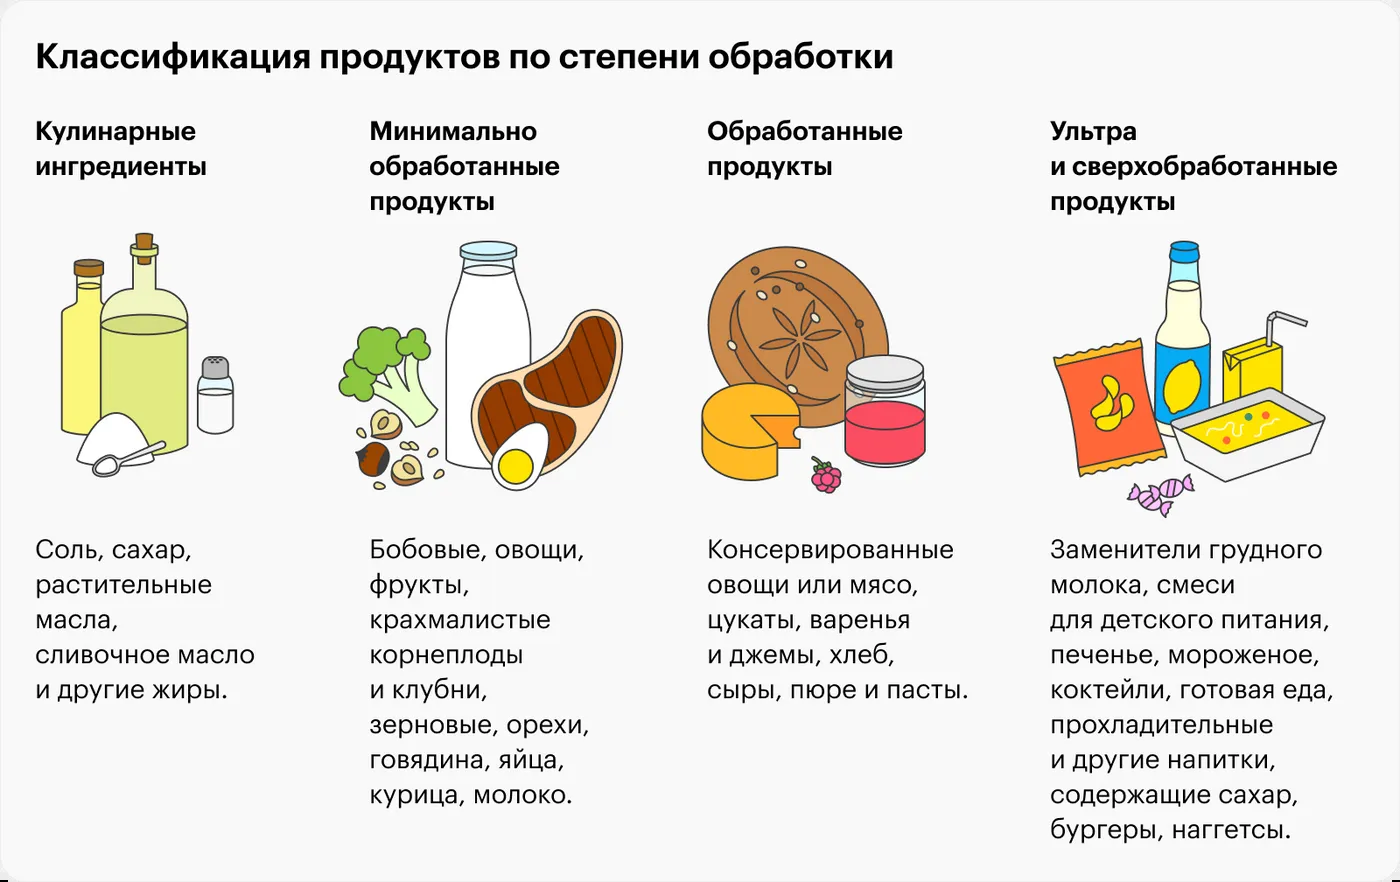 Классификация продуктов по степени обработки
Кулинарные
ингредиенты
Соль, сахар,
растительные
масла,
сливочное масло
и другие жиры.
Минимально
обработанные
продукты
Бобовые, овощи,
фрукты,
крахмалистые
корнеплоды
и клубни,
зерновые, орехи,
говядина, яйца,
курица, молоко.
Обработанные
продукты
Консервированные
овощи или мясо,
цукаты, варенья
и джемы, хлеб,
сыры, пюре и пасты.
Ультра
и сверхобработанные
продукты
Заменители грудного
молока, смеси
для детского питания,
печенье, мороженое,
коктейли, готовая еда,
прохладительные
и другие напитки,
содержащие сахар,
бургеры, наггетсы.